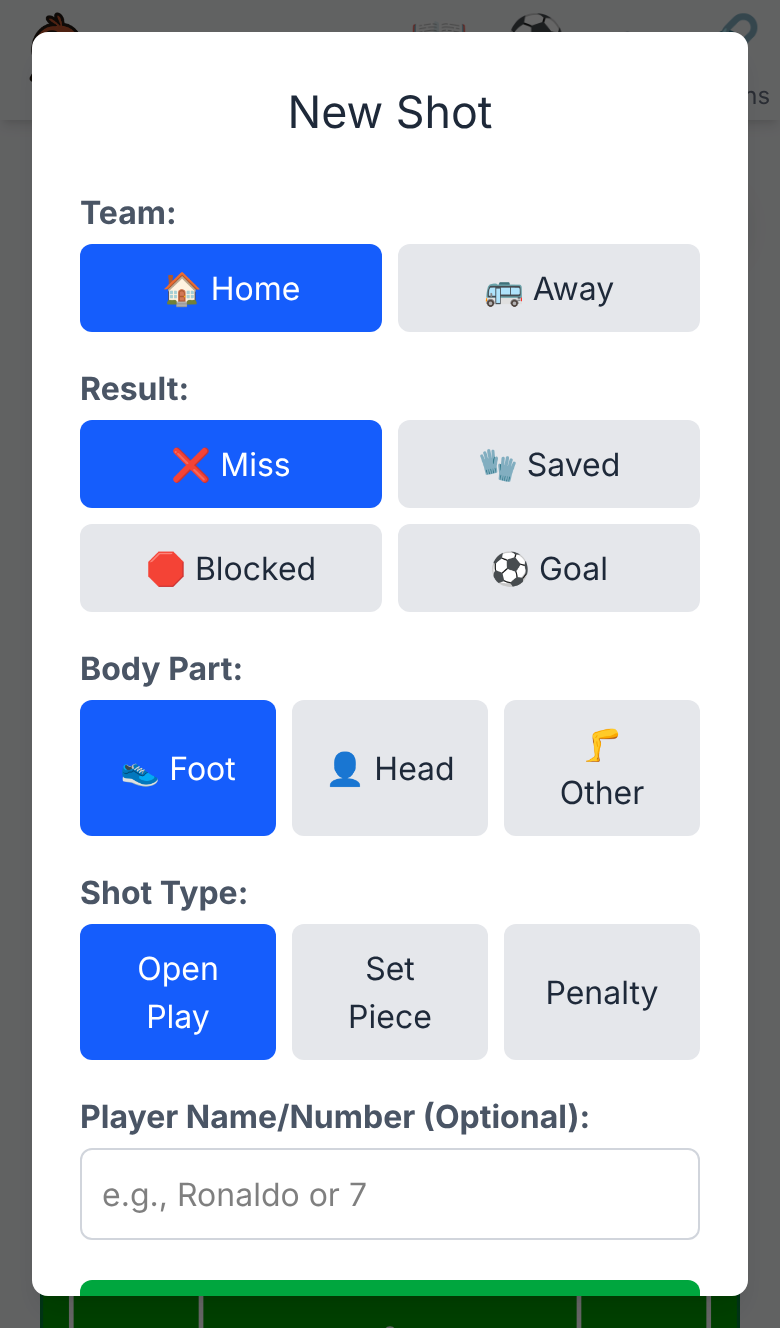 ns
New Shot
Team:
🏠 Home
🚌 Away
Result:
❌ Miss
🧤 Saved
🛑 Blocked
⚽ Goal
Body Part:
👟 Foot
👤 Head
🦵
Other
Shot Type:
Open
Play
Set
Piece
Penalty
Player Name/Number (Optional):
e.g., Ronaldo or 7